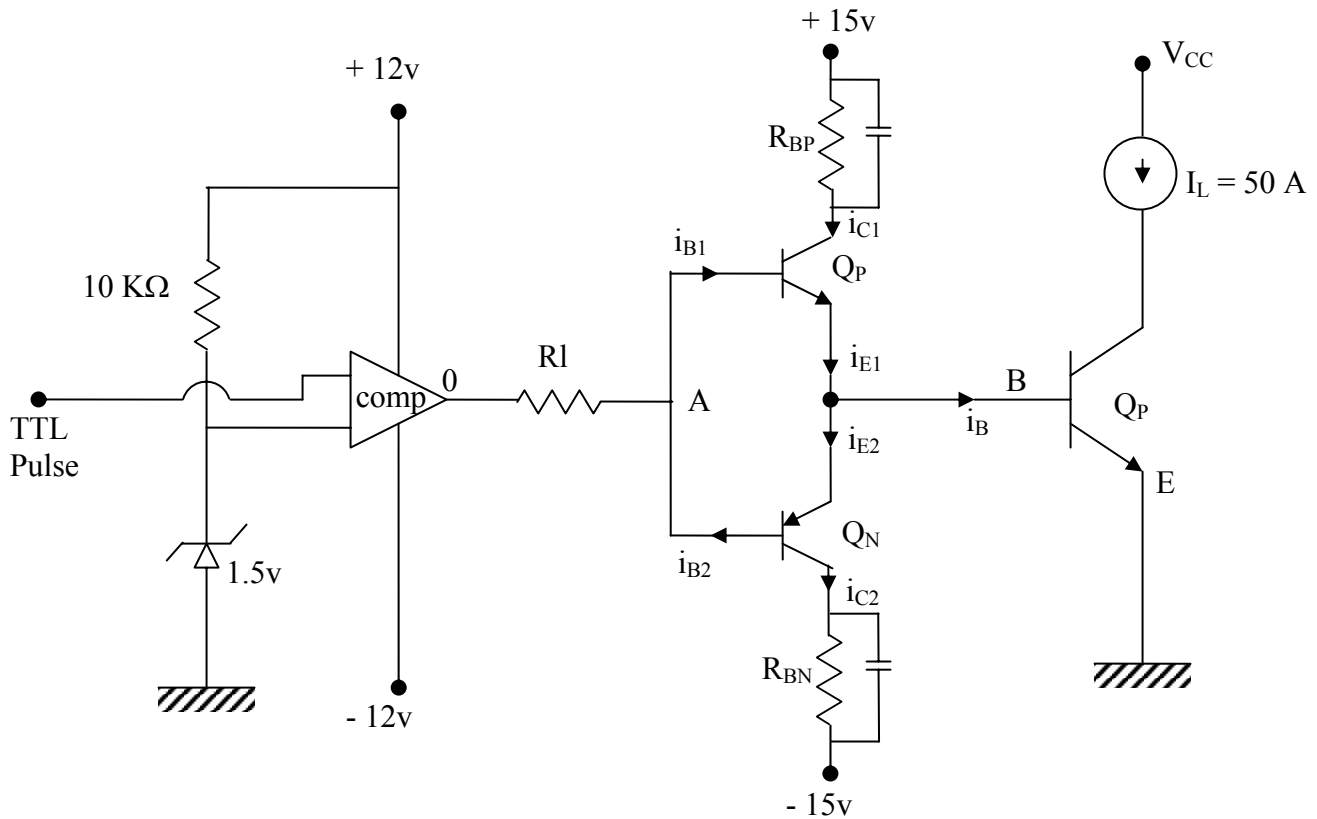 + 15v
+ 12v
V_CC
R_BP
I_L = 50 A
i_C1
i_B1
Q_P
10 KΩ
Rl
i_E1
0
comp
A
B
Q_P
i_B
TTL
Pulse
i_E2
E
Q_N
1.5v
i_B2
i_C2
R_BN
- 12v
- 15v